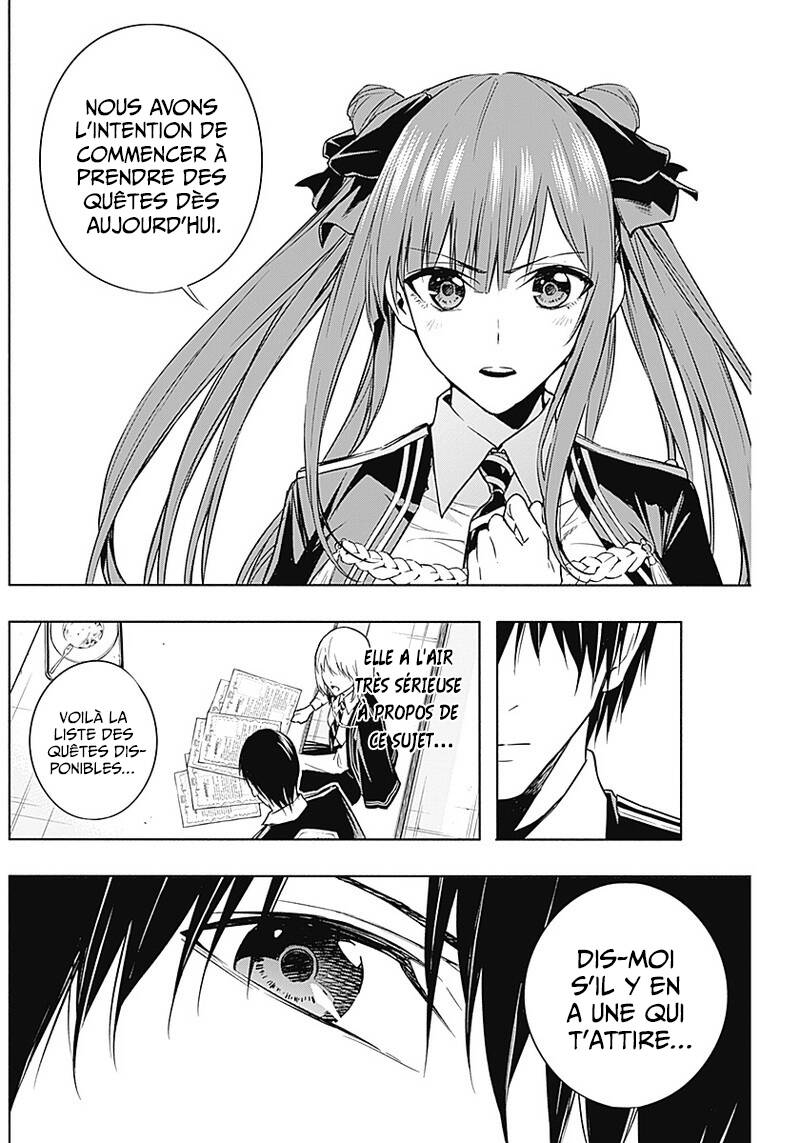 NOUS AVONS
L'INTENTION DE
COMMENCER À
PRENDRE DES
QUÊTES DÈS
AUJOURD'HUI.
ELLE A L'AIR
TRÈS SÉRIEUSE
À PROPOS DE
CE SUJET...
VOILÀ LA
LISTE DES
QUÊTES DIS-
PONIBLES...
DIS-MOI
S'IL Y EN
A UNE QUI
T'ATTIRE...